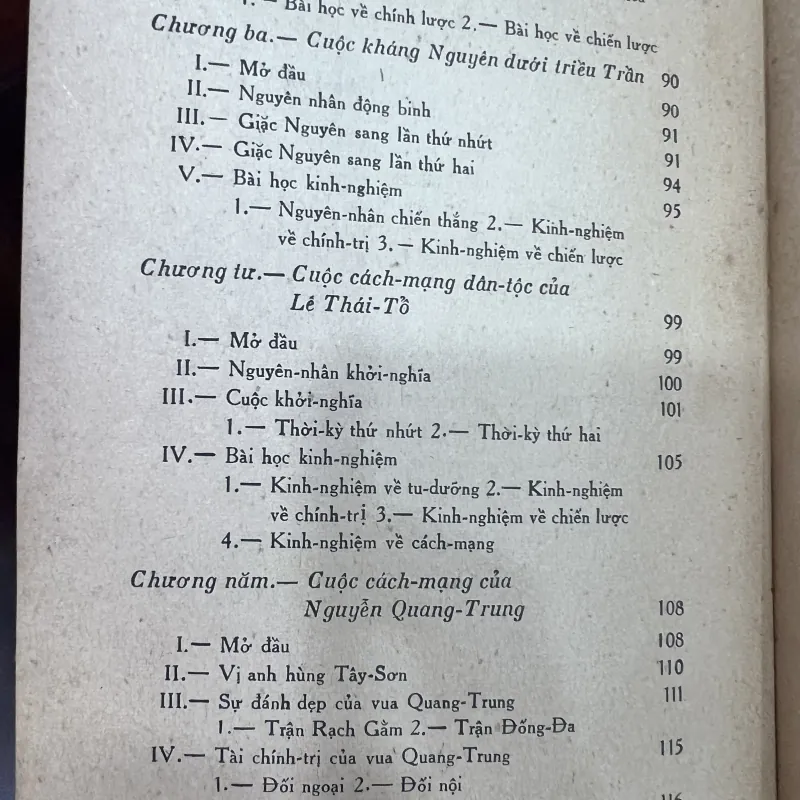 1.— Bài học về chính lược 2.— Bài học về chiến lược
Chương ba.— Cuộc kháng Nguyên dưới triều Trần 90
I.— Mở đầu 90
II.— Nguyên nhân động binh 91
III.— Giặc Nguyên sang lần thứ nhứt 91
IV.— Giặc Nguyên sang lần thứ hai 94
V.— Bài học kinh-nghiệm 95
1.— Nguyên-nhân chiến thắng 2.— Kinh-nghiệm
về chính-trị 3.— Kinh-nghiệm về chiến lược
Chương tư.— Cuộc cách-mạng dân-tộc của
Lê Thái-Tổ 99
I.— Mở đầu 99
II.— Nguyên-nhân khởi-nghĩa 100
III.— Cuộc khởi-nghĩa 101
1.— Thời-kỳ thứ nhứt 2.— Thời-kỳ thứ hai
IV.— Bài học kinh-nghiệm 105
1.— Kinh-nghiệm về tu-dưỡng 2.— Kinh-nghiệm
về chính-trị 3.— Kinh-nghiệm về chiến lược
4.— Kinh-nghiệm về cách-mạng
Chương năm.— Cuộc cách-mạng của
Nguyễn Quang-Trung 108
I.— Mở đầu 108
II.— Vị anh hùng Tây-Sơn 110
III.— Sự đánh dẹp của vua Quang-Trung 111
1.— Trận Rạch Gầm 2.— Trận Đống-Đa
IV.— Tài chính-trị của vua Quang-Trung 115
1.— Đối ngoại 2.— Đối nội
116